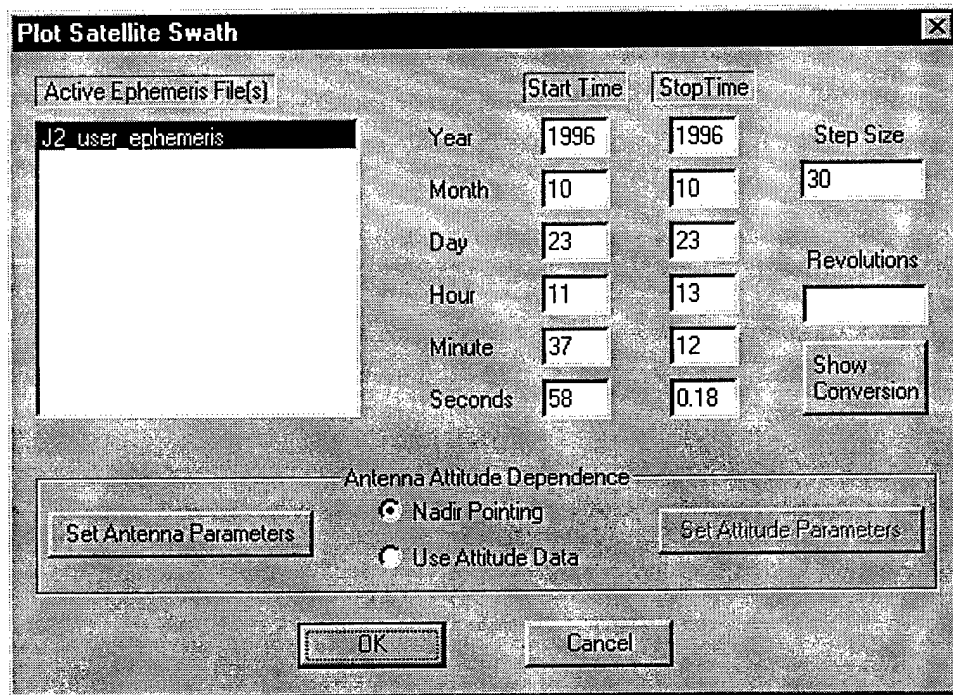 Plot Satellite Swath
Active Ephemeris File(s)
Start Time
StopTime
J2_user_ephemeris
Year 1996 1996
Step Size
30
Month 10 10
Day 23 23
Revolutions
Hour 11 13
Minute 37 12
Show
Conversion
Seconds 58 0.18
Antenna Attitude Dependence
Set Antenna Parameters
Nadir Pointing
Use Attitude Data
Set Attitude Parameters
OK
Cancel